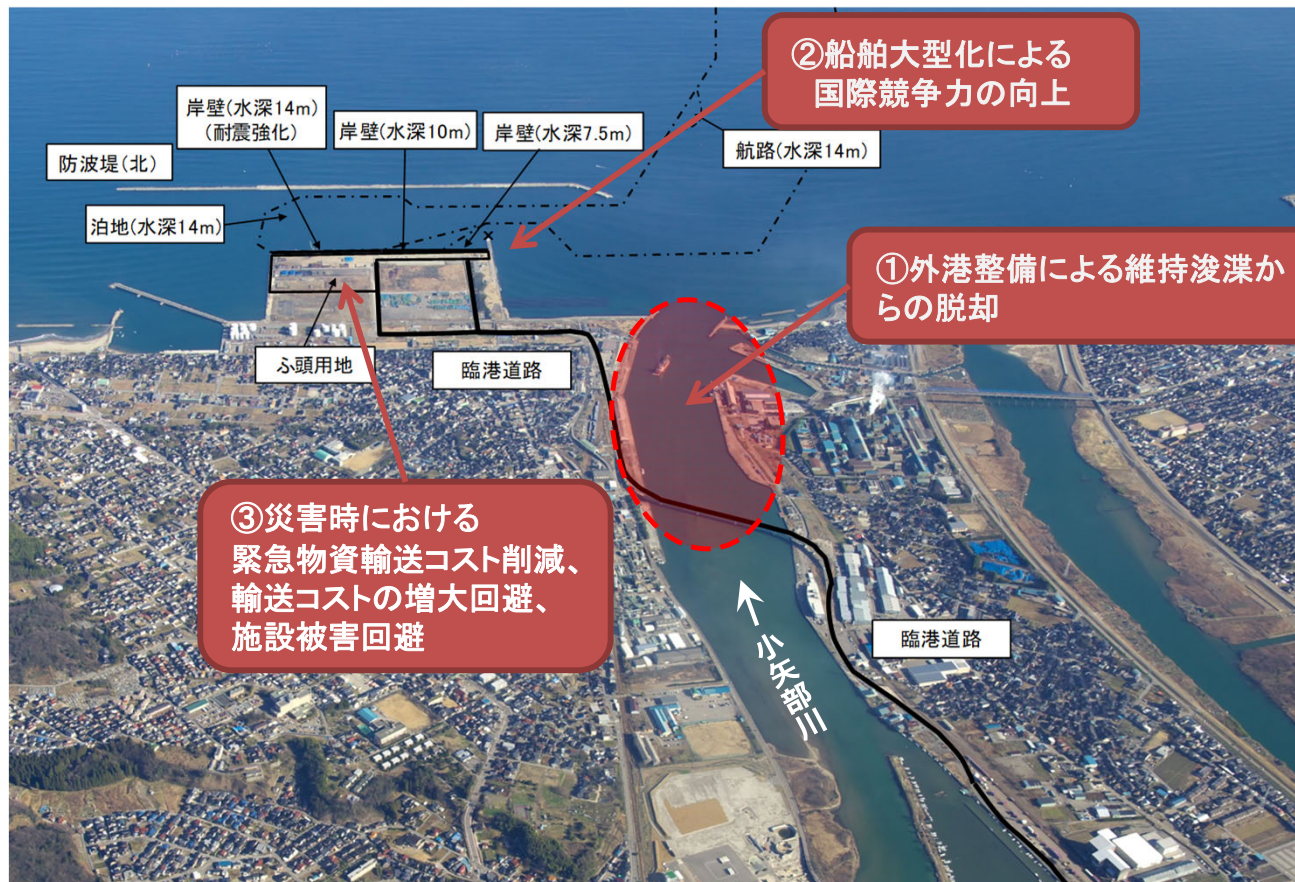 ②船舶大型化による
国際競争力の向上
岸壁(水深14m)
(耐震強化)
岸壁(水深10m)
岸壁(水深7.5m)
航路(水深14m)
防波堤(北)
泊地(水深14m)
①外港整備による維持浚渫か
らの脱却
ふ頭用地
臨港道路
③災害時における
緊急物資輸送コスト削減、
輸送コストの増大回避、
施設被害回避
小矢部川
臨港道路